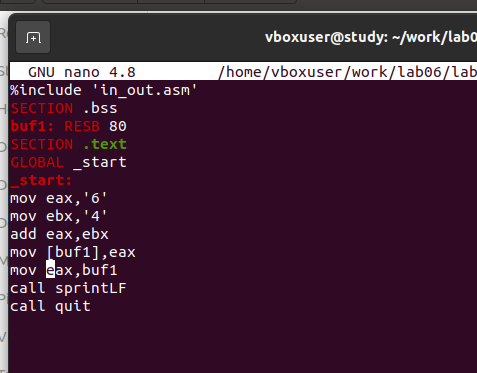 vboxuser@study: ~/work/lab0
GNU nano 4.8 /home/vboxuser/work/lab06/lab
%include 'in_out.asm'
SECTION .bss
buf1: RESB 80
SECTION .text
GLOBAL _start
_start:
mov eax,'6'
mov ebx,'4'
add eax,ebx
mov [buf1],eax
mov eax,buf1
call sprintLF
call quit